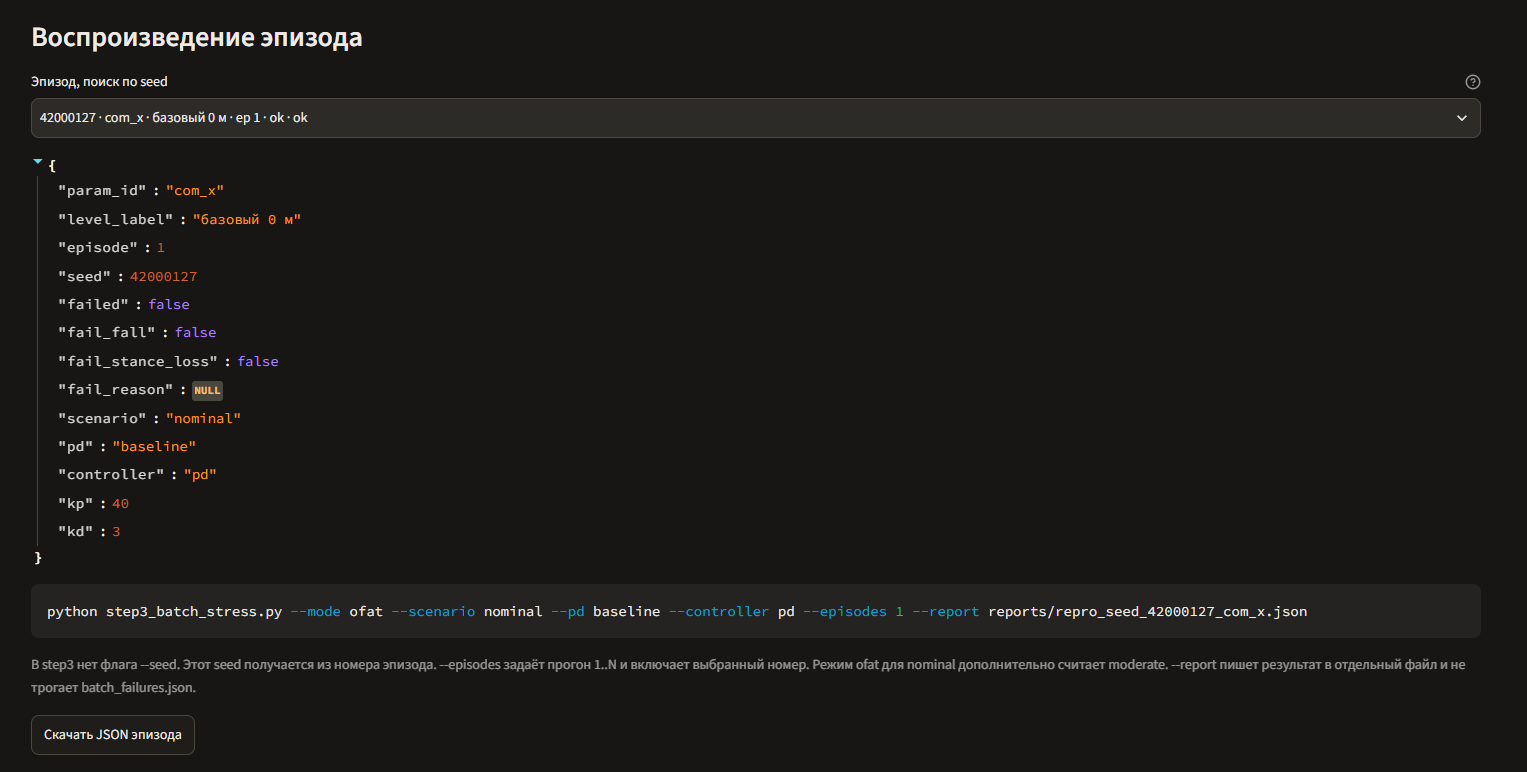 Воспроизведение эпизода
Эпизод, поиск по seed
42000127 · com_x · базовый 0 м · ep 1 · ok · ok
{
"param_id" : "com_x"
"level_label" : "базовый 0 м"
"episode" : 1
"seed" : 42000127
"failed" : false
"fail_fall" : false
"fail_stance_loss" : false
"fail_reason" : NULL
"scenario" : "nominal"
"pd" : "baseline"
"controller" : "pd"
"kp" : 40
"kd" : 3
}
python step3_batch_stress.py --mode ofat --scenario nominal --pd baseline --controller pd --episodes 1 --report reports/repro_seed_42000127_com_x.json
В step3 нет флага --seed. Этот seed получается из номера эпизода. --episodes задаёт прогон 1..N и включает выбранный номер. Режим ofat для nominal дополнительно считает moderate. --report пишет результат в отдельный файл и не
трогает batch_failures.json.
Скачать JSON эпизода